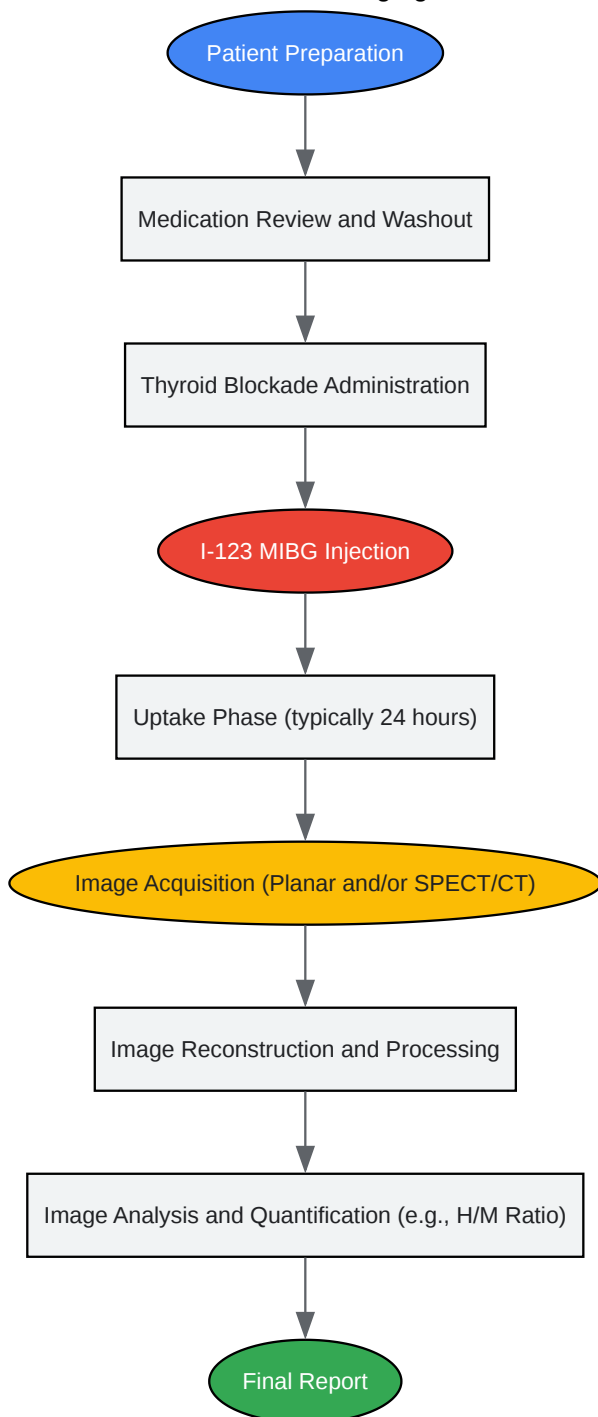 Patient Preparation
Medication Review and Washout
Thyroid Blockade Administration
I-123 MIBG Injection
Uptake Phase (typically 24 hours)
Image Acquisition (Planar and/or SPECT/CT)
Image Reconstruction and Processing
Image Analysis and Quantification (e.g., H/M Ratio)
Final Report